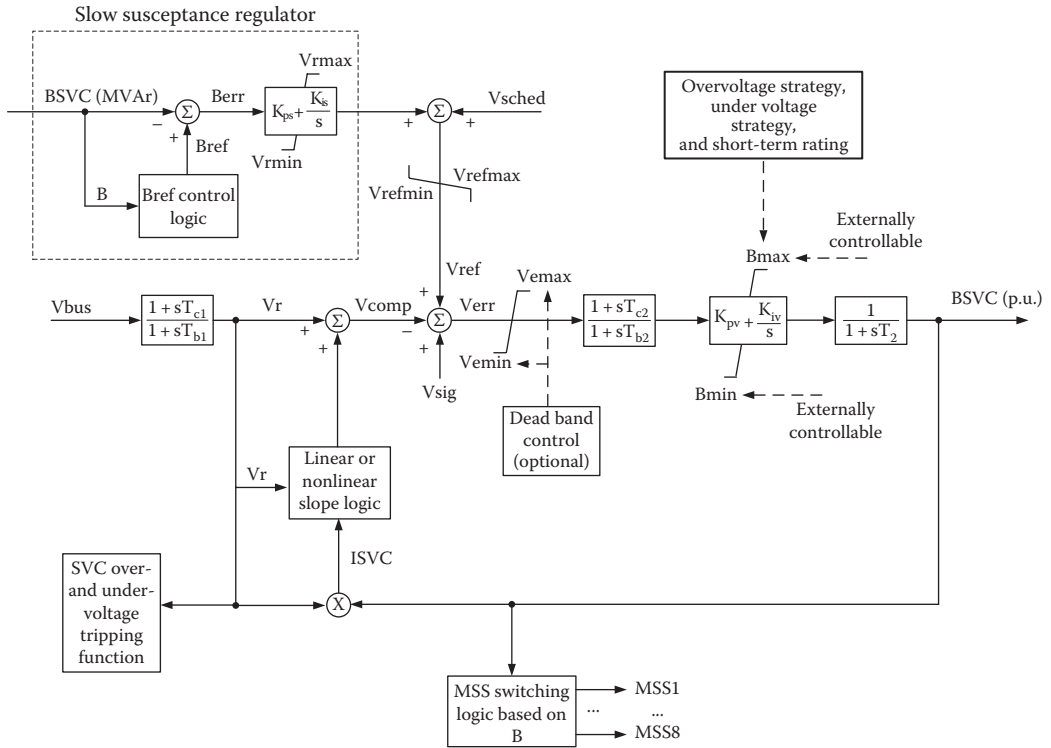 Slow susceptance regulator
Vrmax
BSVC (MVAr)
Σ
Berr
K_ps + K_is/s
Vrmin
− +
Bref
B
Bref control
logic
Σ
+ +
Vsched
Vrefmax
Vrefmin
Vref
Overvoltage strategy,
under voltage
strategy,
and short-term rating
Externally
controllable
Bmax
Vbus
1 + sT_c1
1 + sT_b1
Vr
+ +
Σ
Vcomp
+ − +
Σ
Vsig
Verr
Vemax
Vemin
1 + sT_c2
1 + sT_b2
K_pv + K_iv/s
1
1 + sT_2
BSVC (p.u.)
Bmin
Externally
controllable
Dead band
control
(optional)
Vr
Linear or
nonlinear
slope logic
ISVC
X
SVC over-
and under-
voltage
tripping
function
MSS switching
logic based on
B
MSS1
... ...
MSS8